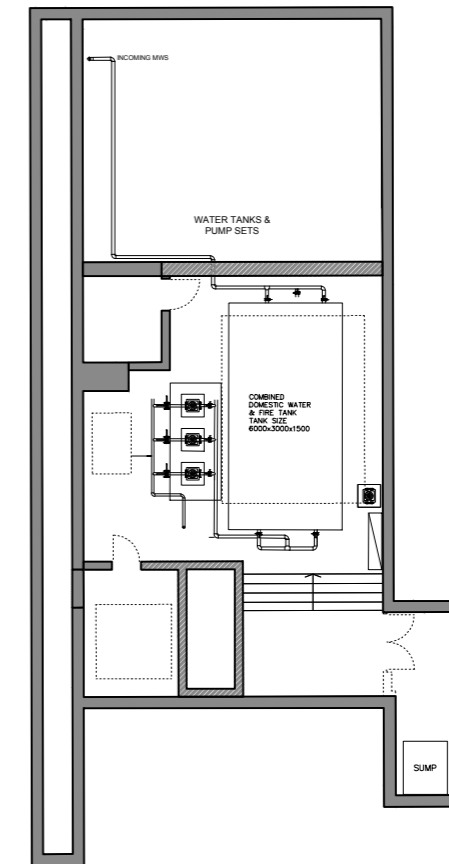 INCOMING MWS
WATER TANKS &
PUMP SETS
COMBINED
DOMESTIC WATER
& FIRE TANK
TANK SIZE
6000x3000x1500
SUMP